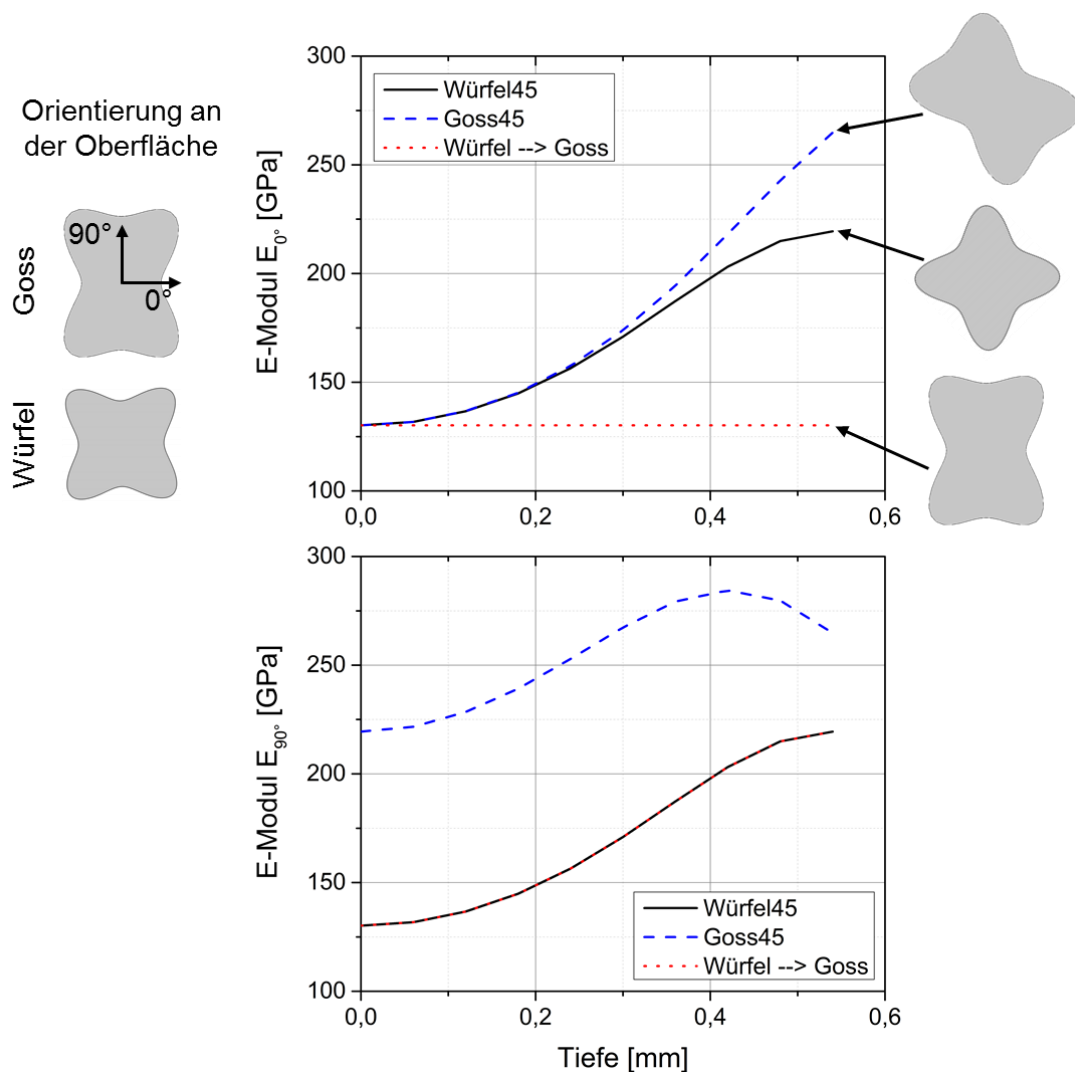 Orientierung an
der Oberfläche
Goss
90°
0°
Würfel
E-Modul E0° [GPa]
300
250
200
150
100
Würfel45
Goss45
Würfel --> Goss
0,0
0,2
0,4
0,6
E-Modul E90° [GPa]
300
250
200
150
100
Würfel45
Goss45
Würfel --> Goss
0,0
0,2
0,4
0,6
Tiefe [mm]